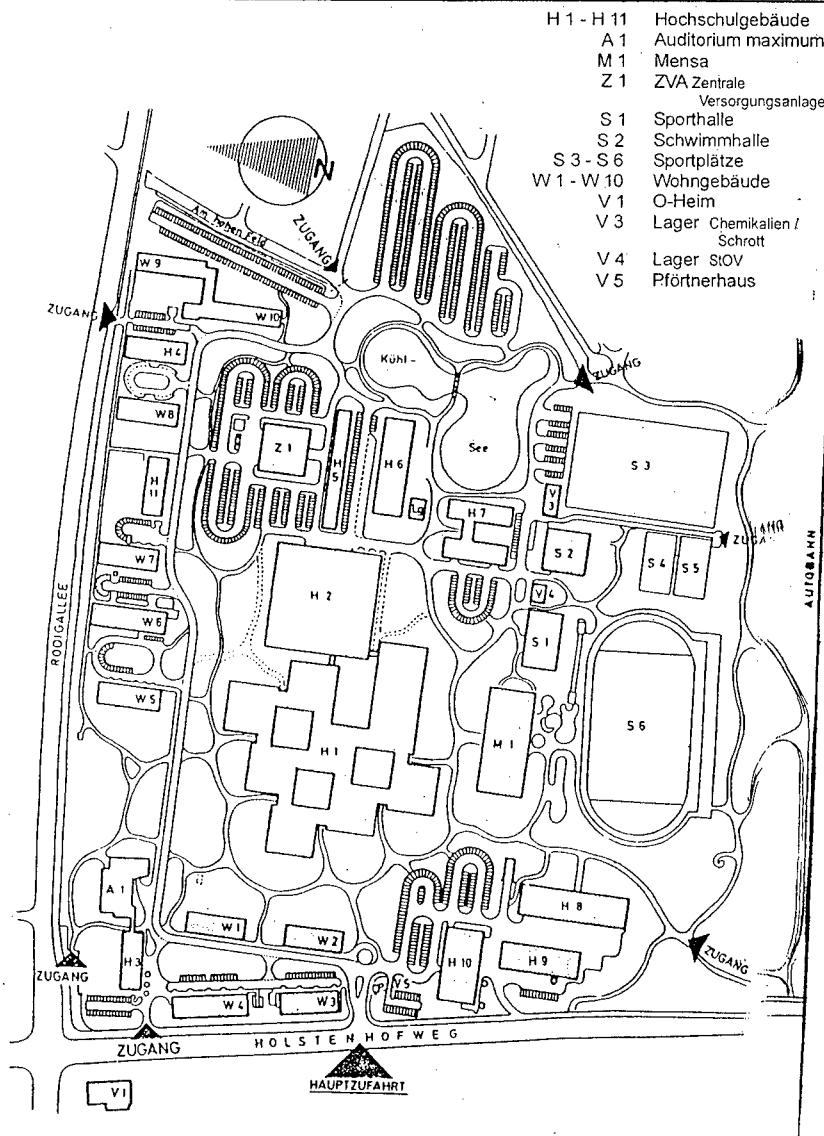 H 1 - H 11 Hochschulgebäude
A 1 Auditorium maximum
M 1 Mensa
Z 1 ZVA Zentrale
Versorgungsanlage
S 1 Sporthalle
S 2 Schwimmhalle
S 3 - S 6 Sportplätze
W 1 - W 10 Wohngebäude
V 1 O-Heim
V 3 Lager Chemikalien /
Schrott
V 4 Lager StOV
V 5 Pförtnerhaus
N
Am hohen Feld
ZUGANG
W 9
W 10
ZUGANG
H 4
Kühl -
ZUGANG
W 8
Z 1
H 5
H 6
See
S 3
H 11
Lg
H 7
V 3
W 7
H 2
S 2
S 4
S 5
AUTOBAHN
RODIGALLEE
W 6
V 4
S 1
W 5
H 1
M 1
S 6
A 1
W 1
W 2
H 8
H 3
H 10
H 9
ZUGANG
ZUGANG
W 4
W 3
V 5
ZUGANG
HOLSTENHOFWEG
HAUPTZUFAHRT
V 1